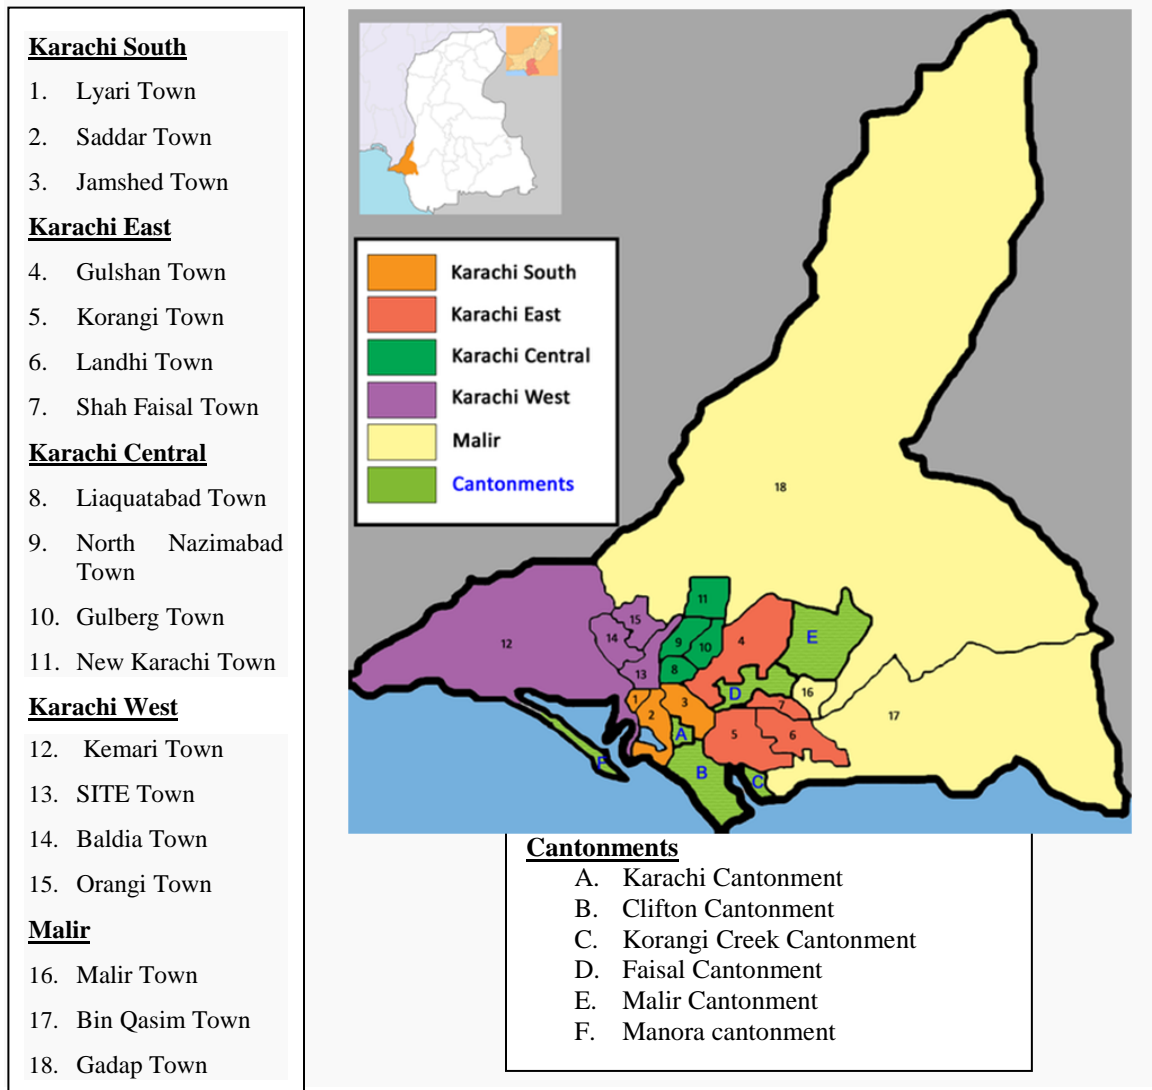 Karachi South
1. Lyari Town
2. Saddar Town
3. Jamshed Town
Karachi East
4. Gulshan Town
5. Korangi Town
6. Landhi Town
7. Shah Faisal Town
Karachi Central
8. Liaquatabad Town
9. North Nazimabad
Town
10. Gulberg Town
11. New Karachi Town
Karachi West
12. Kemari Town
13. SITE Town
14. Baldia Town
15. Orangi Town
Malir
16. Malir Town
17. Bin Qasim Town
18. Gadap Town
Karachi South
Karachi East
Karachi Central
Karachi West
Malir
Cantonments
18
11
15
14
12
9
10
4
E
13
8
D
16
1
2
3
7
17
A
5
6
F
B
C
Cantonments
A. Karachi Cantonment
B. Clifton Cantonment
C. Korangi Creek Cantonment
D. Faisal Cantonment
E. Malir Cantonment
F. Manora cantonment